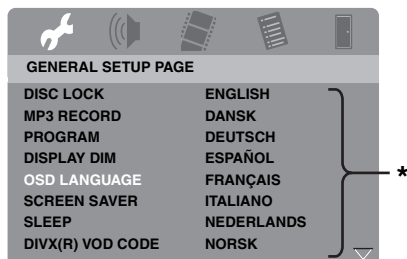 GENERAL SETUP PAGE
DISC LOCK ENGLISH
MP3 RECORD DANSK
PROGRAM DEUTSCH
DISPLAY DIM ESPAÑOL
OSD LANGUAGE FRANÇAIS *
SCREEN SAVER ITALIANO
SLEEP NEDERLANDS
DIVX(R) VOD CODE NORSK